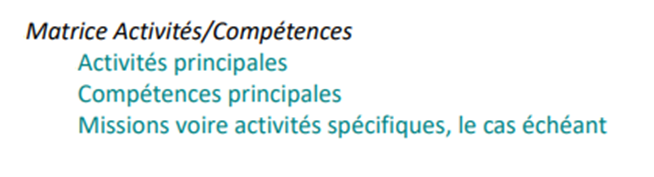 Matrice Activités/Compétences
Activités principales
Compétences principales
Missions voire activités spécifiques, le cas échéant